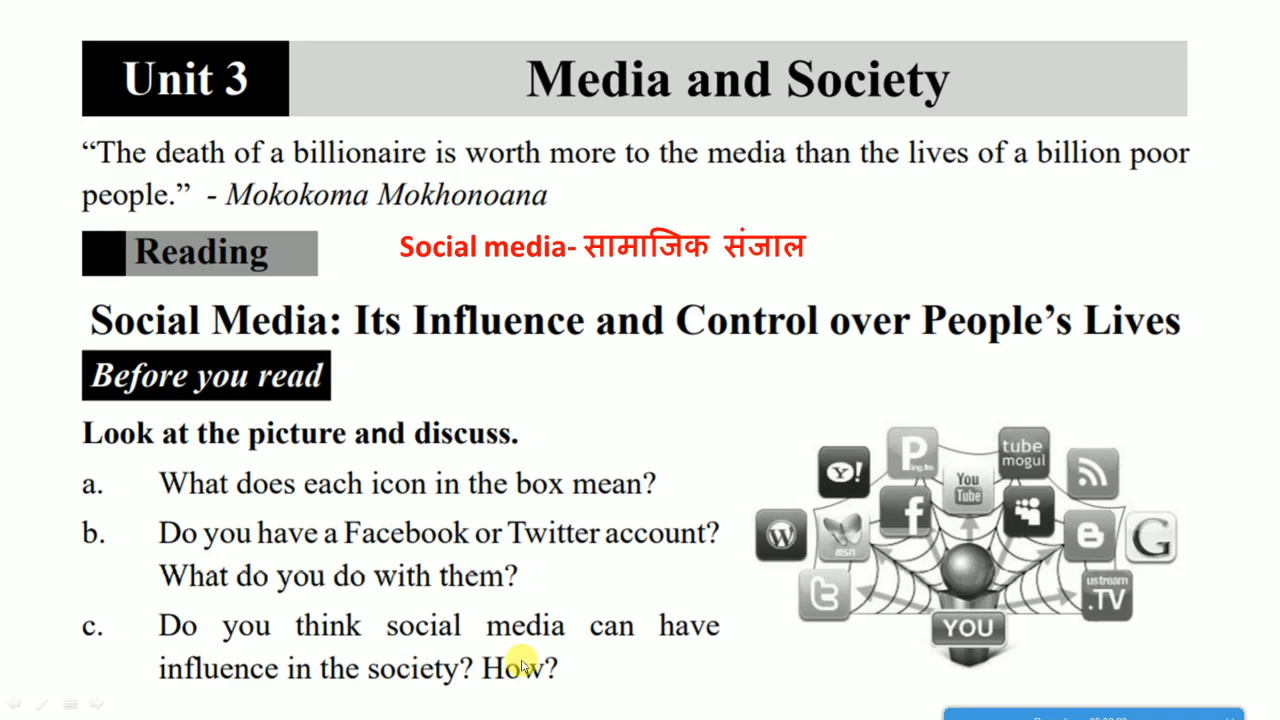 Unit 3
Media and Society
“The death of a billionaire is worth more to the media than the lives of a billion poor
people.” - Mokokoma Mokhonoana
Reading
Social media- सामाजिक संजाल
Social Media: Its Influence and Control over People’s Lives
Before you read
Look at the picture and discuss.
a. What does each icon in the box mean?
b. Do you have a Facebook or Twitter account?
What do you do with them?
c. Do you think social media can have
influence in the society? How?
P
ing.fm
tube
mogul
Y!
You
Tube
f
W
msn
B
G
t
ustream
.TV
YOU